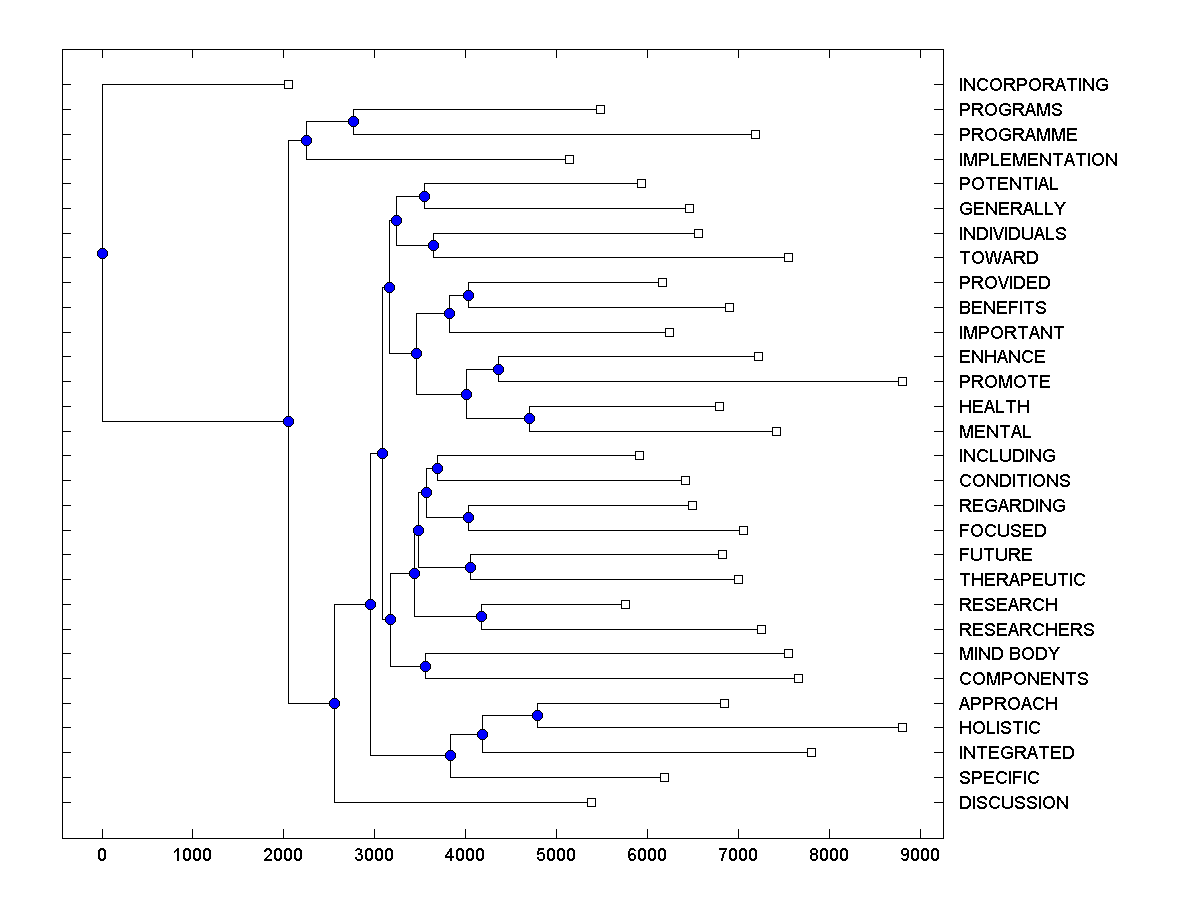 INCORPORATING
PROGRAMS
PROGRAMME
IMPLEMENTATION
POTENTIAL
GENERALLY
INDIVIDUALS
TOWARD
PROVIDED
BENEFITS
IMPORTANT
ENHANCE
PROMOTE
HEALTH
MENTAL
INCLUDING
CONDITIONS
REGARDING
FOCUSED
FUTURE
THERAPEUTIC
RESEARCH
RESEARCHERS
MIND BODY
COMPONENTS
APPROACH
HOLISTIC
INTEGRATED
SPECIFIC
DISCUSSION
0 1000 2000 3000 4000 5000 6000 7000 8000 9000